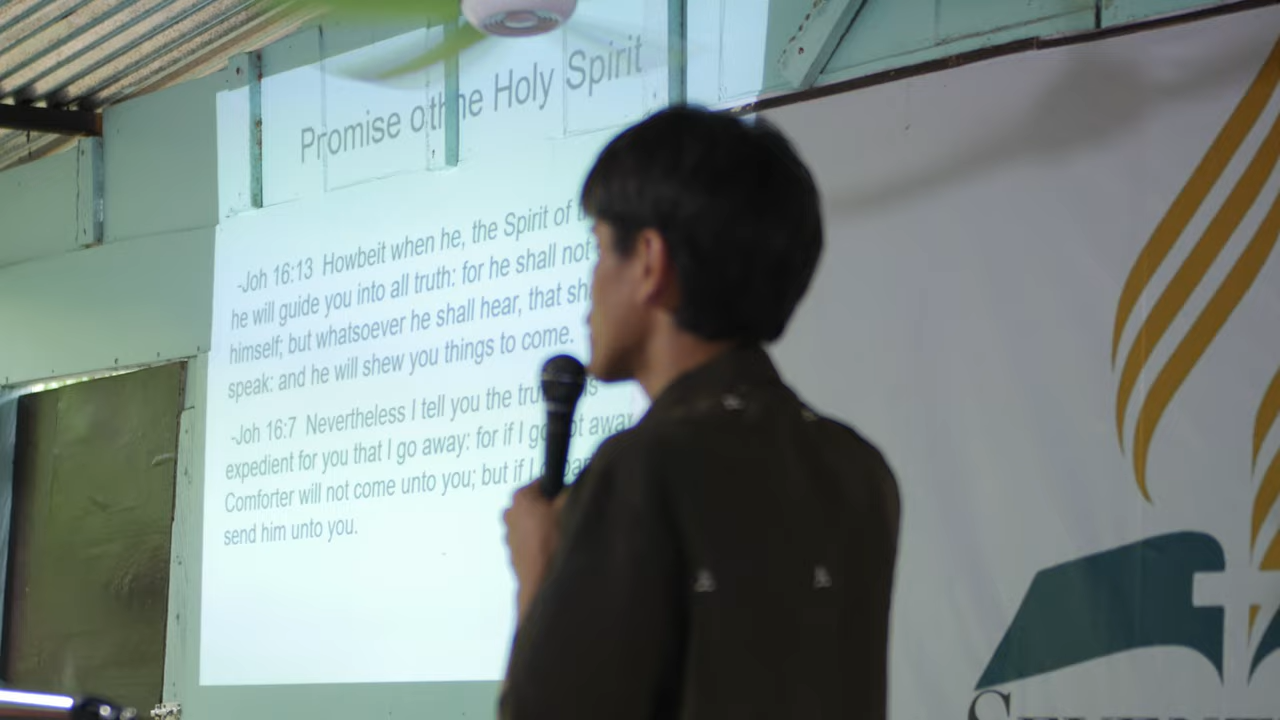 Promise o the Holy Spirit
-Joh 16:13 Howbeit when he, the Spirit of
he will guide you into all truth: for he shall not
himself; but whatsoever he shall hear, that
speak: and he will shew you things to come.
-Joh 16:7 Nevertheless I tell you the
expedient for you that I go away: for if I go away
Comforter will not come unto you; but if I
send him unto you.